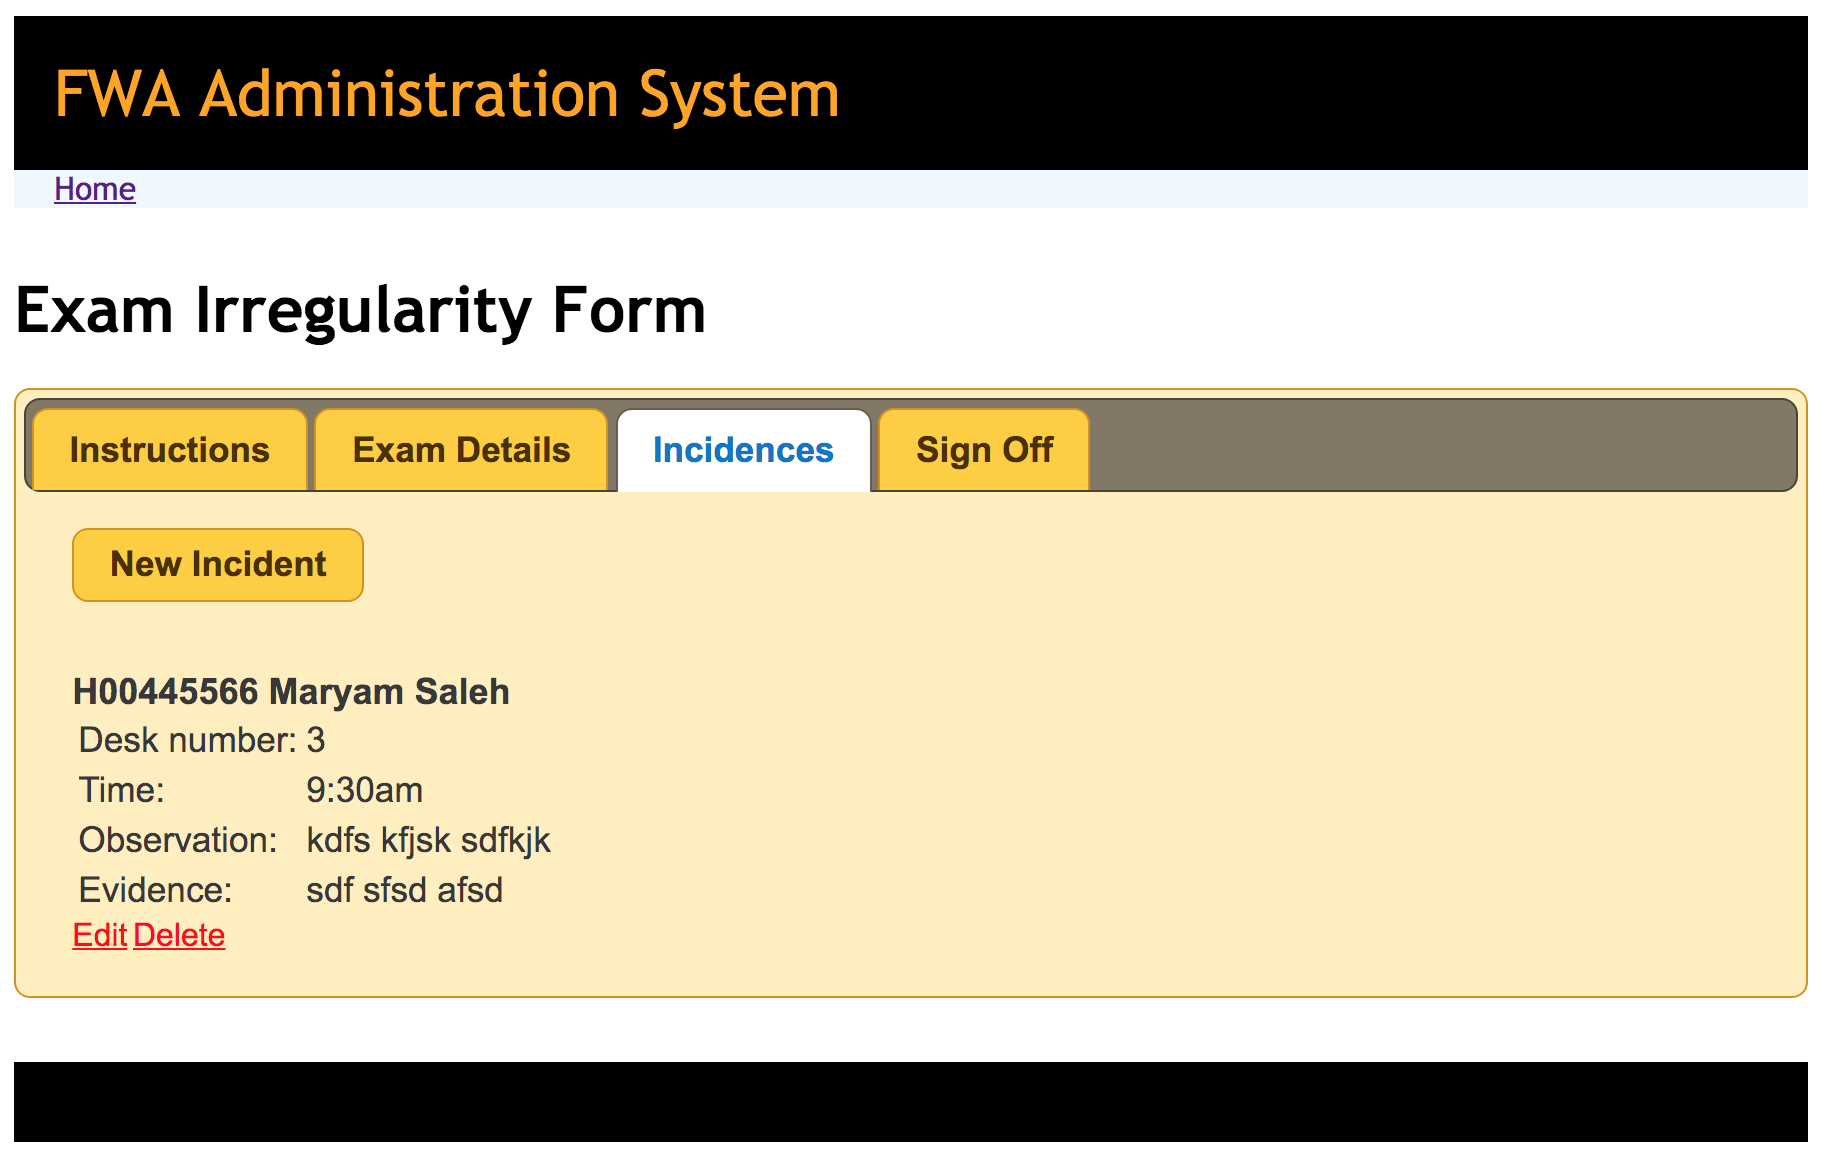 FWA Administration System
Home
Exam Irregularity Form
Instructions Exam Details Incidences Sign Off
New Incident
H00445566 Maryam Saleh
Desk number: 3
Time: 9:30am
Observation: kdfs kfjsk sdfkjk
Evidence: sdf sfsd afsd
Edit Delete